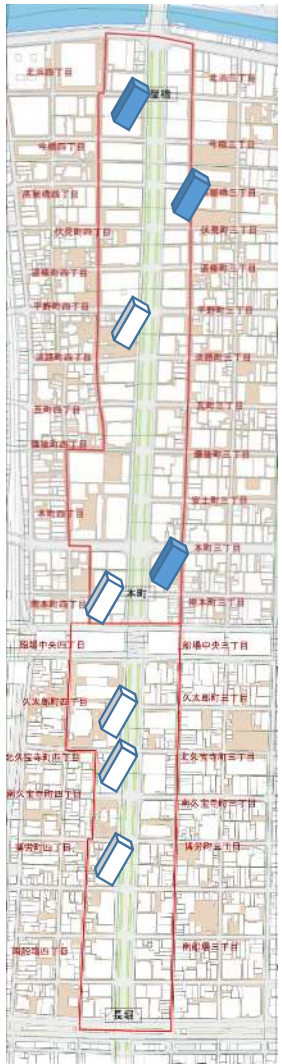 北浜四丁目
屋橋
北浜三丁目
今橋四丁目
今橋三丁目
高麗橋四丁目
麗橋三丁目
伏見町四丁目
伏見町三丁目
道修町四丁目
道修町三丁目
平野町四丁目
平野町三丁目
淡路町四丁目
淡路町三丁目
瓦町四丁目
瓦町三丁目
備後町四丁目
備後町三丁目
安土町三丁目
本町四丁目
本町三丁目
南本町四丁目
本町
南本町三丁目
船場中央四丁目
船場中央三丁目
久太郎町四丁目
久太郎町三丁目
北久宝寺町四丁目
北久宝寺町三丁目
南久宝寺町四丁目
南久宝寺町三丁目
博労町四丁目
博労町三丁目
南船場四丁目
南船場三丁目
長堀